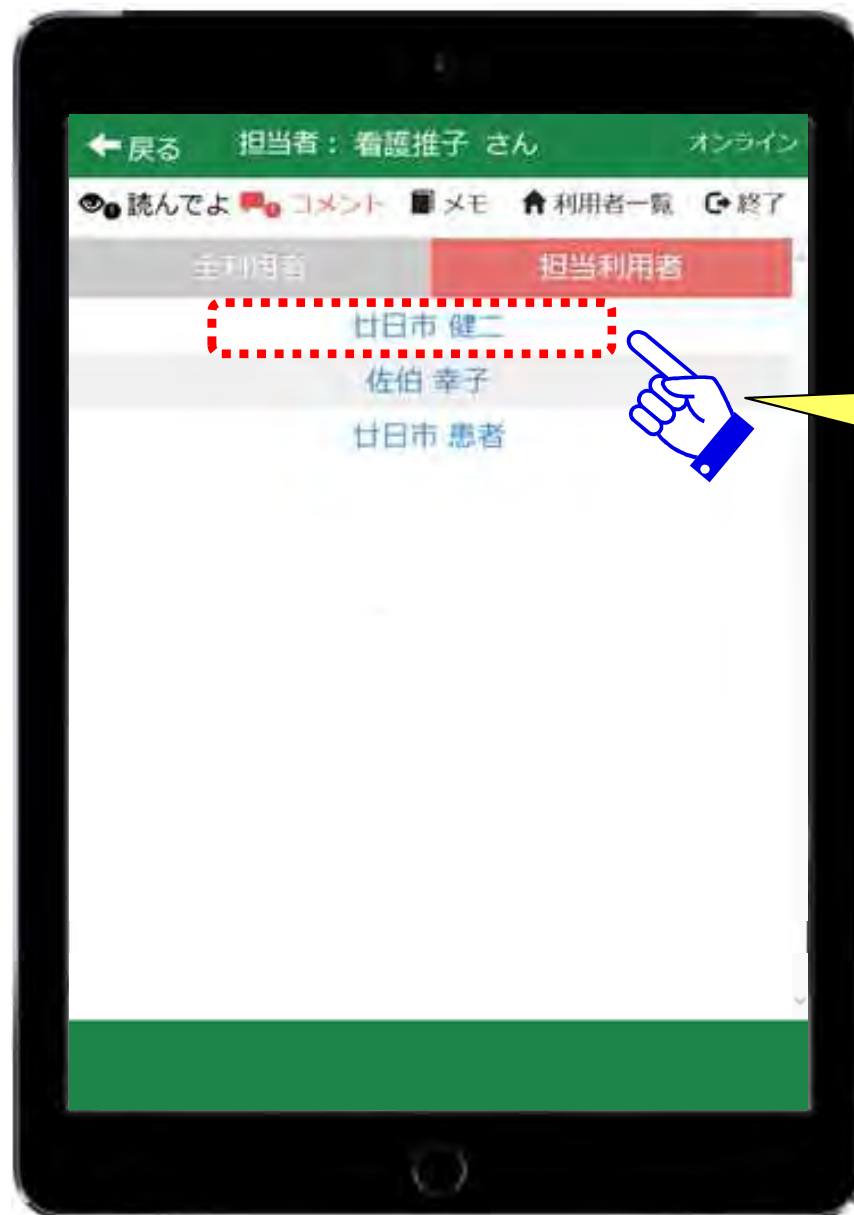 戻る 担当者： 看護推子 さん オンライン
読んでよ コメント メモ 利用者一覧 終了
全利用者 担当利用者
廿日市 健二
佐伯 幸子
廿日市 患者